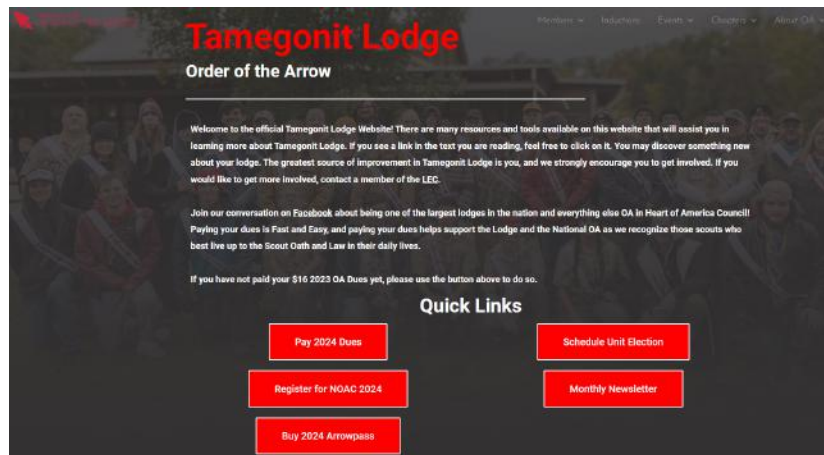 Members Inductions Events Chapters About OA
Tamegonit Lodge
Order of the Arrow
Welcome to the official Tamegonit Lodge Website! There are many resources and tools available on this website that will assist you in
learning more about Tamegonit Lodge. If you see a link in the text you are reading, feel free to click on it. You may discover something new
about your lodge. The greatest source of improvement in Tamegonit Lodge is you, and we strongly encourage you to get involved. If you
would like to get more involved, contact a member of the LEC.
Join our conversation on Facebook about being one of the largest lodges in the nation and everything else OA in Heart of America Council!
Paying your dues is Fast and Easy, and paying your dues helps support the Lodge and the National OA as we recognize those scouts who
best live up to the Scout Oath and Law in their daily lives.
If you have not paid your $16 2023 OA Dues yet, please use the button above to do so.
Quick Links
Pay 2024 Dues
Schedule Unit Election
Register for NOAC 2024
Monthly Newsletter
Buy 2024 Arrowpass